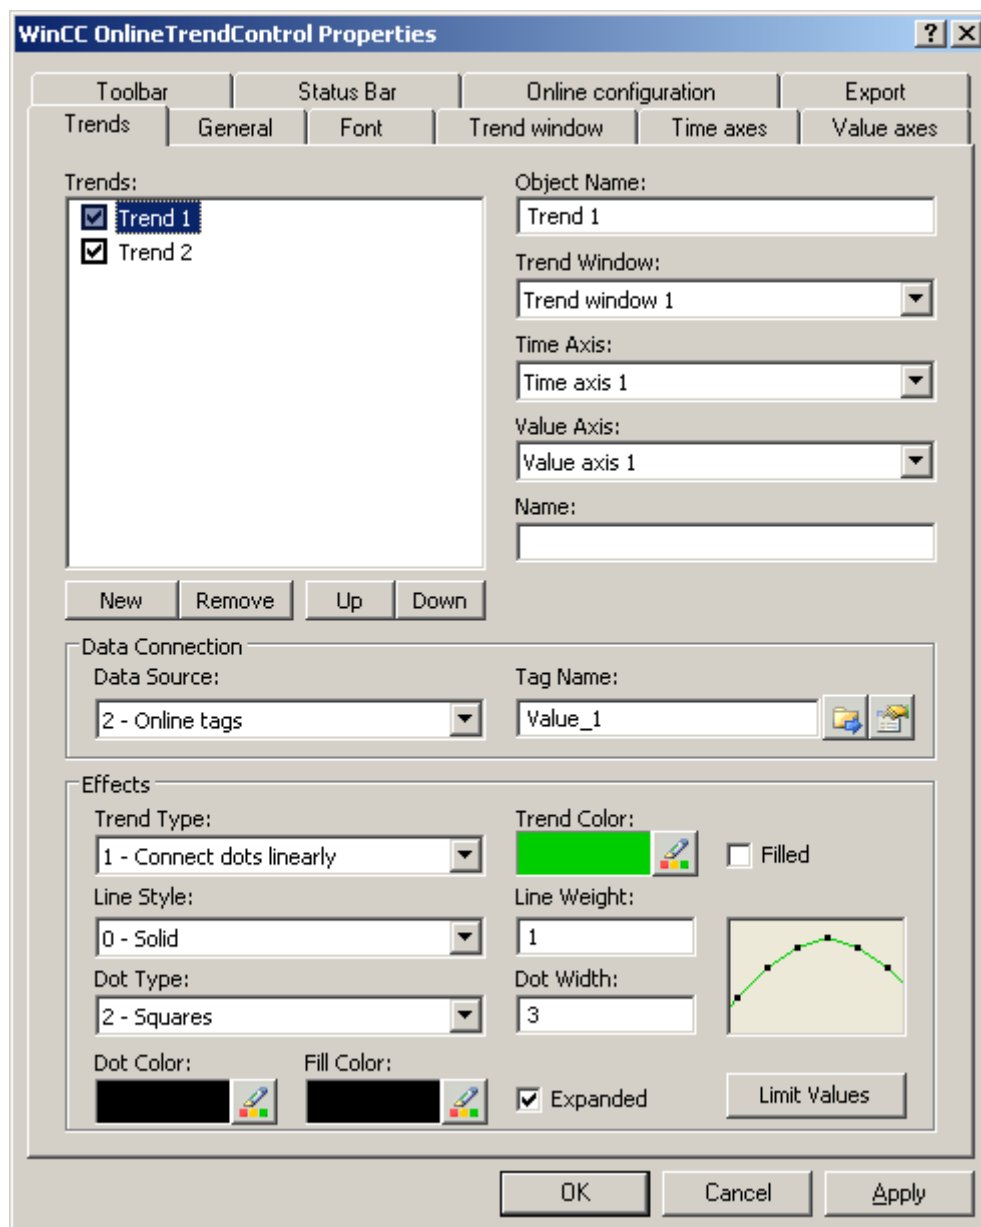 WinCC OnlineTrendControl Properties
Toolbar Status Bar Online configuration Export
Trends General Font Trend window Time axes Value axes
Trends:
Trend 1
Trend 2
Object Name:
Trend 1
Trend Window:
Trend window 1
Time Axis:
Time axis 1
Value Axis:
Value axis 1
Name:
New Remove Up Down
Data Connection
Data Source: Tag Name:
2 - Online tags Value_1
Effects
Trend Type: Trend Color:
1 - Connect dots linearly Filled
Line Style: Line Weight:
0 - Solid 1
Dot Type: Dot Width:
2 - Squares 3
Dot Color: Fill Color:
Expanded Limit Values
OK Cancel Apply